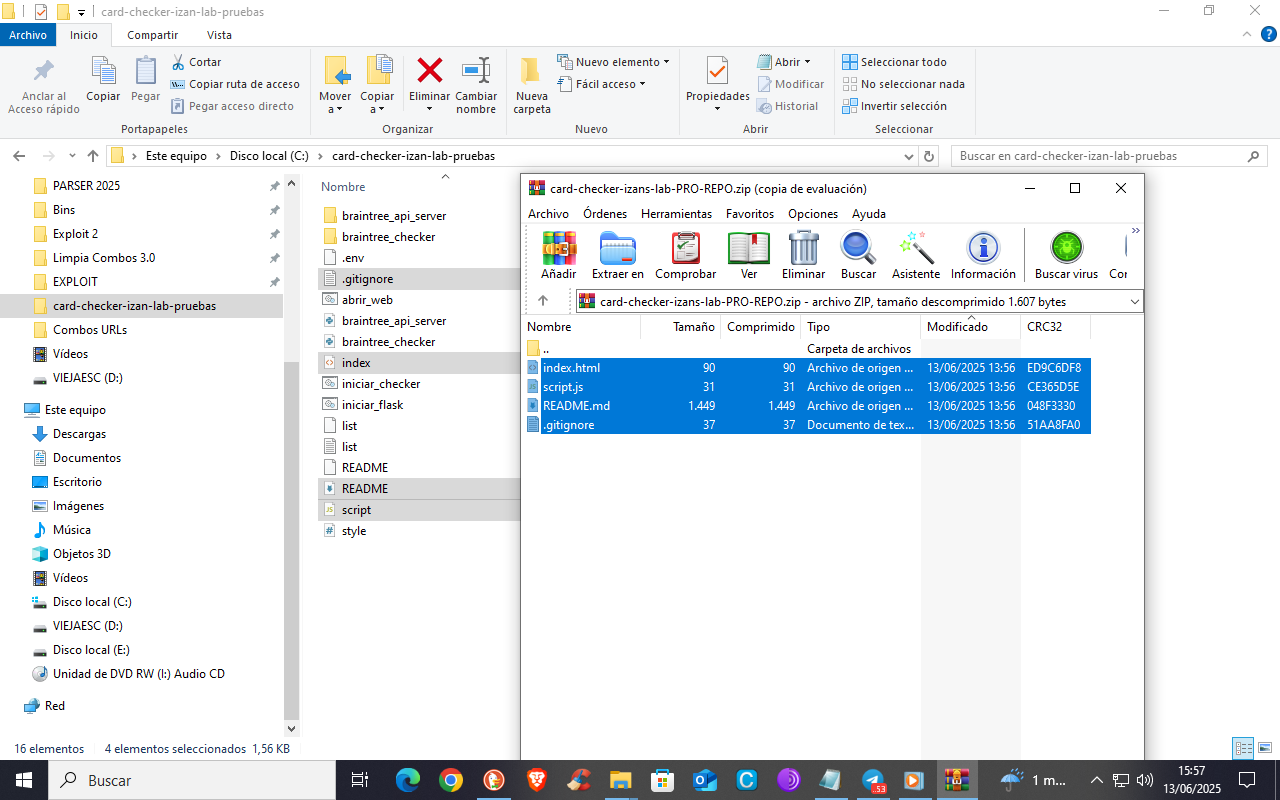 card-checker-izan-lab-pruebas
Archivo Inicio Compartir Vista
Anclar al Acceso rápido
Copiar
Pegar
Cortar
Copiar ruta de acceso
Pegar acceso directo
Portapapeles
Mover a
Copiar a
Eliminar
Cambiar nombre
Organizar
Nueva carpeta
Nuevo elemento
Fácil acceso
Nuevo
Propiedades
Abrir
Modificar
Historial
Abrir
Seleccionar todo
No seleccionar nada
Invertir selección
Seleccionar
Este equipo > Disco local (C:) > card-checker-izan-lab-pruebas
Buscar en card-checker-izan-lab-pruebas
PARSER 2025
Bins
Exploit 2
Limpia Combos 3.0
EXPLOIT
card-checker-izan-lab-pruebas
Combos URLs
Vídeos
VIEJAESC (D:)
Este equipo
Descargas
Documentos
Escritorio
Imágenes
Música
Objetos 3D
Vídeos
Disco local (C:)
VIEJAESC (D:)
Disco local (E:)
Unidad de DVD RW (I:) Audio CD
Red
Nombre
braintree_api_server
braintree_checker
.env
.gitignore
abrir_web
braintree_api_server
braintree_checker
index
iniciar_checker
iniciar_flask
list
list
README
README
script
style
card-checker-izans-lab-PRO-REPO.zip (copia de evaluación)
Archivo Órdenes Herramientas Favoritos Opciones Ayuda
Añadir Extraer en Comprobar Ver Eliminar Buscar Asistente Información Buscar virus Cor
card-checker-izans-lab-PRO-REPO.zip - archivo ZIP, tamaño descomprimido 1.607 bytes
Nombre Tamaño Comprimido Tipo Modificado CRC32
.. Carpeta de archivos
index.html 90 90 Archivo de origen ... 13/06/2025 13:56 ED9C6DF8
script.js 31 31 Archivo de origen ... 13/06/2025 13:56 CE365D5E
README.md 1.449 1.449 Archivo de origen ... 13/06/2025 13:56 048F3330
.gitignore 37 37 Documento de tex... 13/06/2025 13:56 51AA8FA0
16 elementos 4 elementos seleccionados 1,56 KB
Buscar
.53
1 m...
15:57
13/06/2025